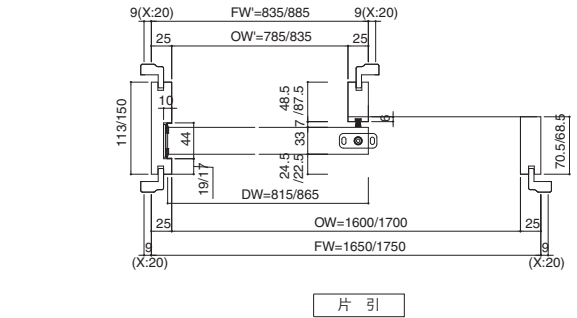 9(X:20) FW'=835/885 9(X:20)
25 OW'=785/835 25
113/150
10
44
19/17
48.5
/87.5
7
33
24.5
/22.5
6
70.5/68.5
DW=815/865
25 OW=1600/1700 25
9 FW=1650/1750 9
(X:20) (X:20)
片 引